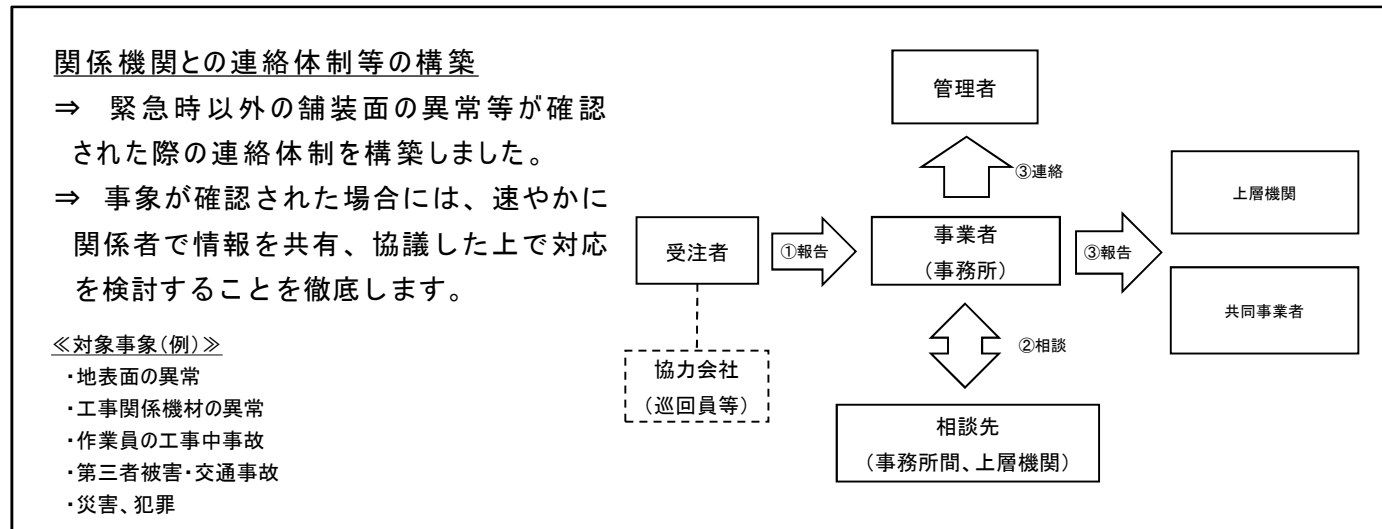 関係機関との連絡体制等の構築
⇒ 緊急時以外の舗装面の異常等が確認
された際の連絡体制を構築しました。
⇒ 事象が確認された場合には、速やかに
関係者で情報を共有、協議した上で対応
を検討することを徹底します。
≪対象事象(例)≫
・地表面の異常
・工事関係機材の異常
・作業員の工事中事故
・第三者被害・交通事故
・災害、犯罪
管理者
③連絡
受注者
①報告
事業者
(事務所)
③報告
上層機関
共同事業者
協力会社
(巡回員等)
②相談
相談先
(事務所間、上層機関)